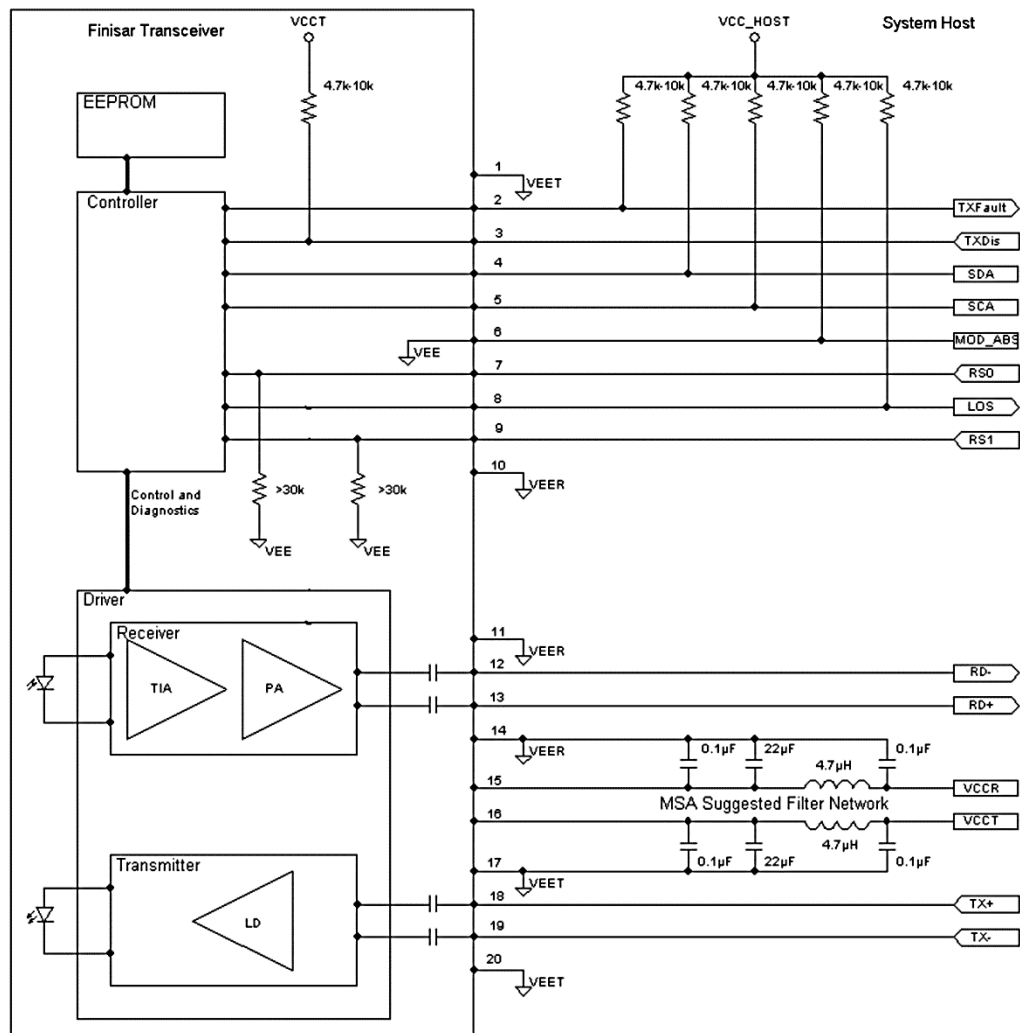 Finisar Transceiver
VCCT
VCC_HOST
System Host
4.7k-10k
4.7k-10k
4.7k-10k
4.7k-10k
4.7k-10k
4.7k-10k
EEPROM
Controller
1
VEET
2
TXFault
3
TXDis
4
SDA
5
SCA
6
VEE
MOD_ABS
7
RS0
8
LOS
9
RS1
10
VEER
Control and
Diagnostics
>30k
>30k
VEE
VEE
Driver
Receiver
TIA
PA
11
VEER
12
RD-
13
RD+
14
VEER
0.1µF
22µF
4.7µH
0.1µF
15
VCCR
MSA Suggested Filter Network
16
VCCT
4.7µH
0.1µF
22µF
0.1µF
17
VEET
Transmitter
LD
18
TX+
19
TX-
20
VEET